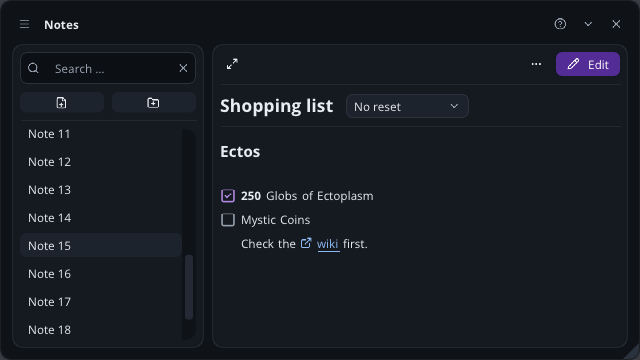 Notes
Search ...
Edit
Note 11
Note 12
Note 13
Note 14
Note 15
Note 16
Note 17
Note 18
Shopping list
No reset
Ectos
250 Globs of Ectoplasm
Mystic Coins
Check the wiki first.